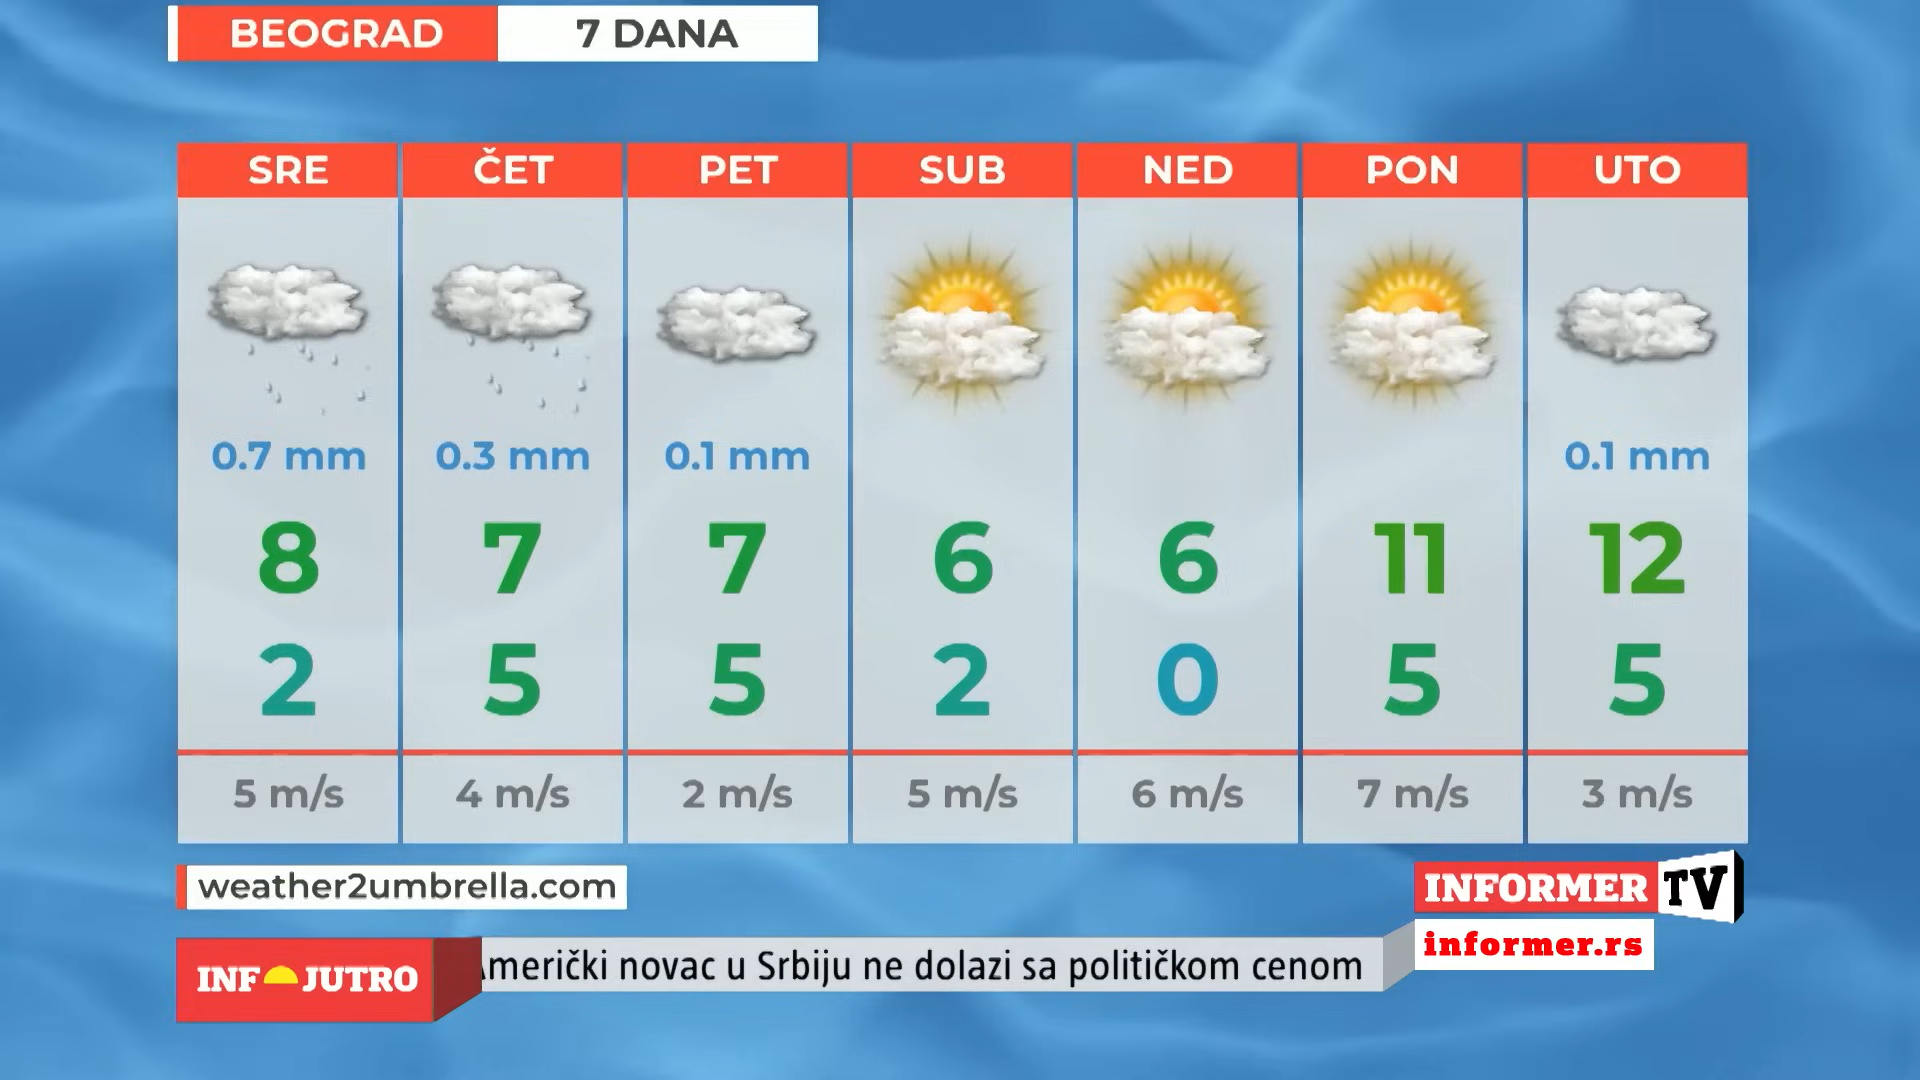 BEOGRAD 7 DANA
SRE ČET PET SUB NED PON UTO
0.7 mm 0.3 mm 0.1 mm 0.1 mm
8 7 7 6 6 11 12
2 5 5 2 0 5 5
5 m/s 4 m/s 2 m/s 5 m/s 6 m/s 7 m/s 3 m/s
weather2umbrella.com
INFORMER TV
informer.rs
INF JUTRO
Američki novac u Srbiju ne dolazi sa političkom cenom